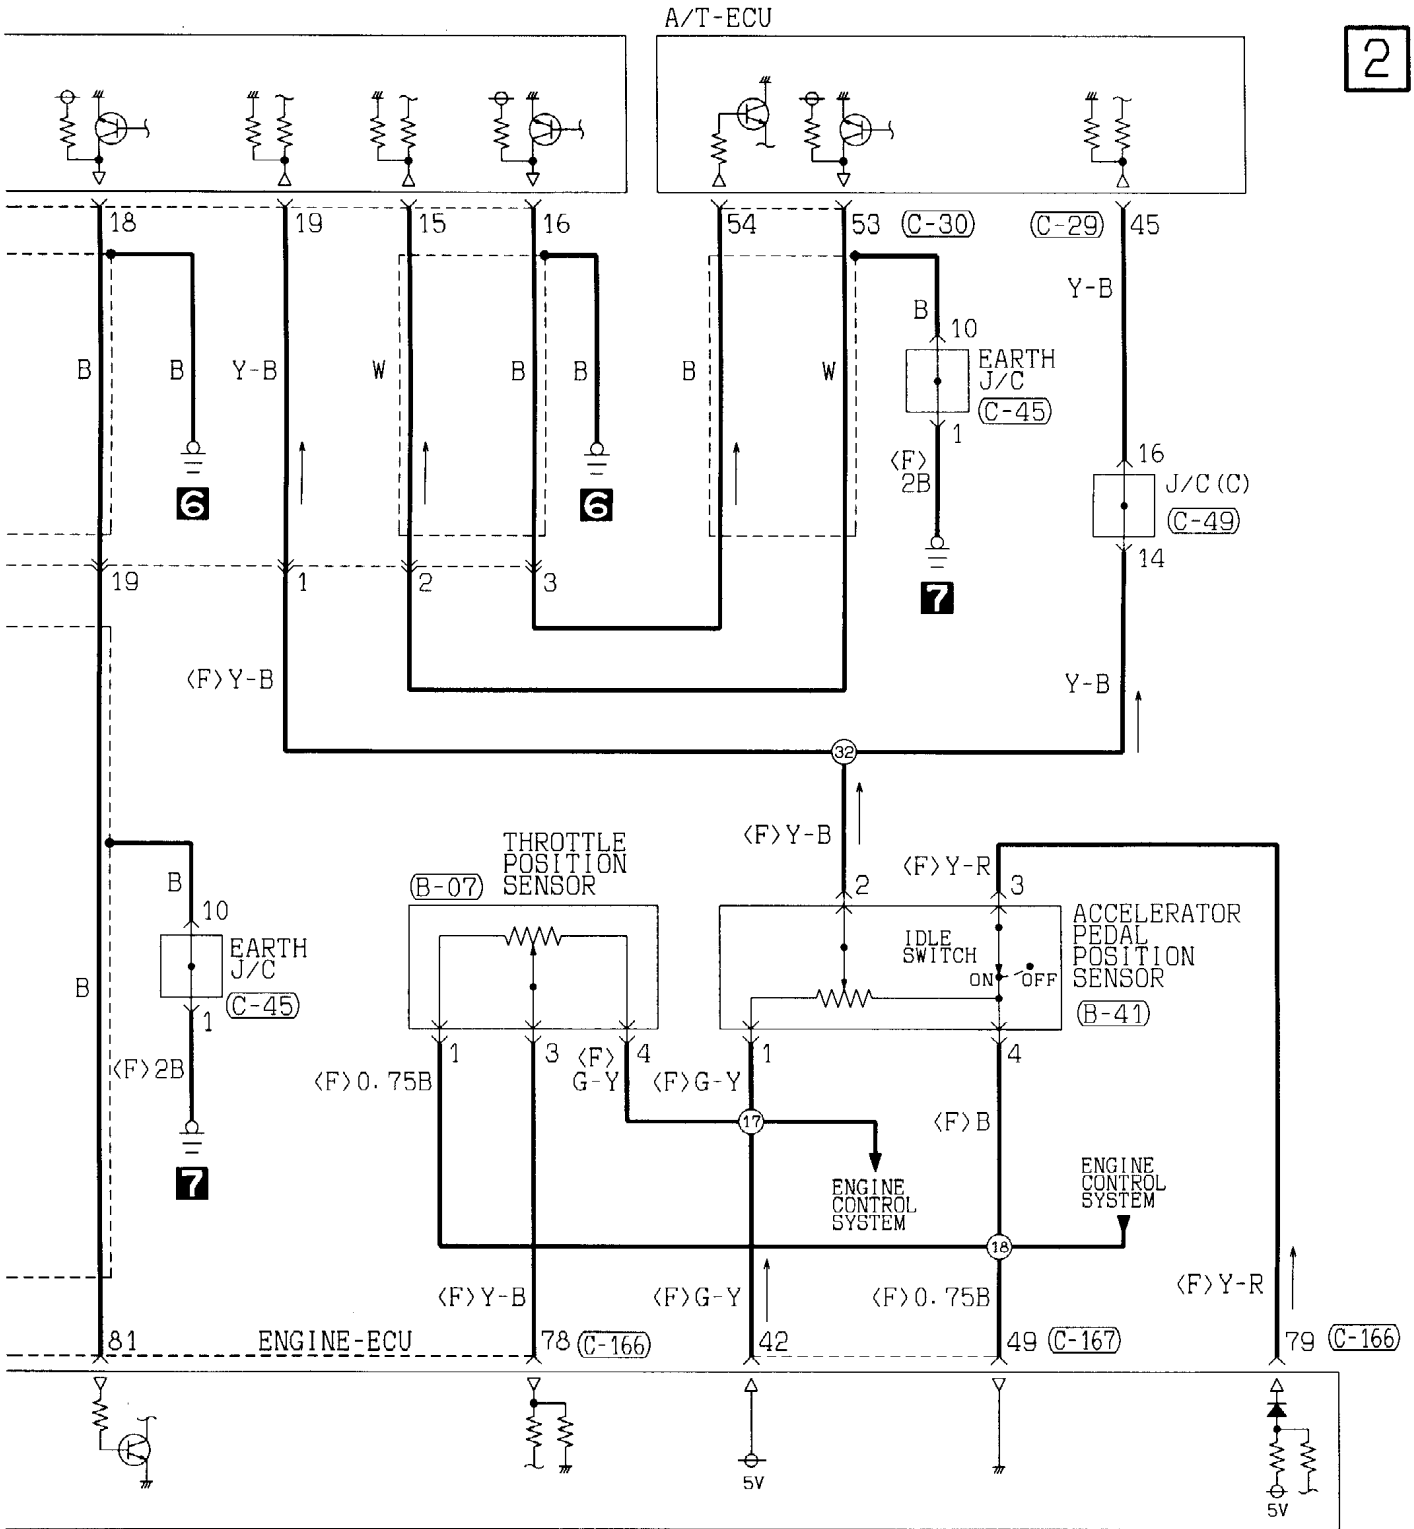 A/T-ECU
2
18
19
15
16
54
53
(C-30)
(C-29)
45
Y-B
B
10
EARTH
J/C
(C-45)
1
<F>
2B
7
B
B
Y-B
W
B
B
B
W
6
6
16
J/C(C)
(C-49)
14
19
1
2
3
<F>Y-B
Y-B
32
<F>Y-B
<F>Y-R
2
3
THROTTLE
POSITION
SENSOR
(B-07)
B
10
EARTH
J/C
(C-45)
1
B
<F>2B
7
IDLE
SWITCH
ON
OFF
ACCELERATOR
PEDAL
POSITION
SENSOR
(B-41)
1
3
<F>
G-Y
4
1
4
<F>0.75B
<F>G-Y
17
<F>B
ENGINE
CONTROL
SYSTEM
ENGINE
CONTROL
SYSTEM
18
<F>Y-B
<F>G-Y
<F>0.75B
<F>Y-R
81
ENGINE-ECU
78
(C-166)
42
49
(C-167)
79
(C-166)
5V
5V